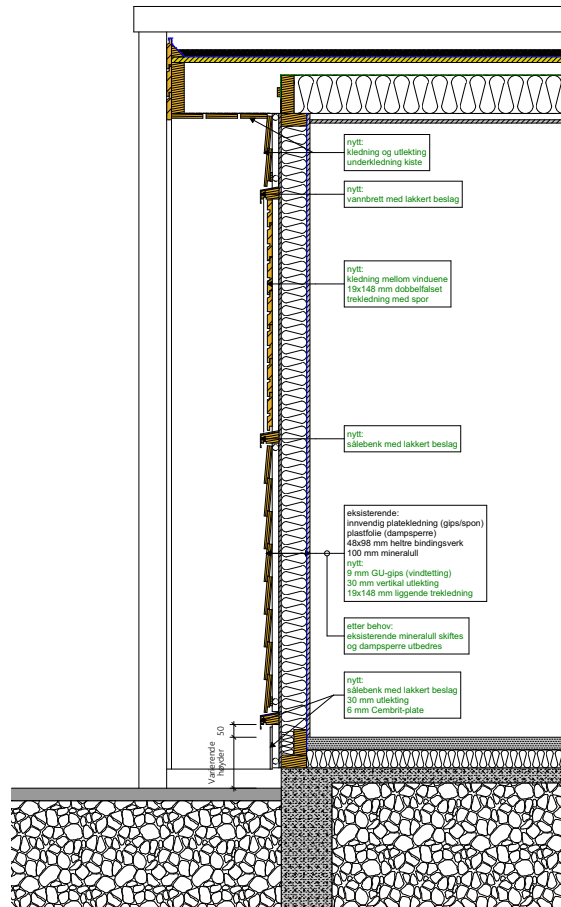 nytt:
kledning og utlekting
underkledning kiste
nytt:
vannbrett med lakkert beslag
nytt:
kledning mellom vinduene
19x148 mm dobbelfalset
trekledning med spor
nytt:
sålebenk med lakkert beslag
eksisterende:
innvendig platekledning (gips/spon)
plastfolie (dampsperre)
48x98 mm heltre bindingsverk
100 mm mineralull
nytt:
9 mm GU-gips (vindtetting)
30 mm vertikal utlekting
19x148 mm liggende trekledning
etter behov:
eksisterende mineralull skiftes
og dampsperre utbedres
nytt:
sålebenk med lakkert beslag
30 mm utlekting
6 mm Cembrit-plate
50
Varierende
høyder